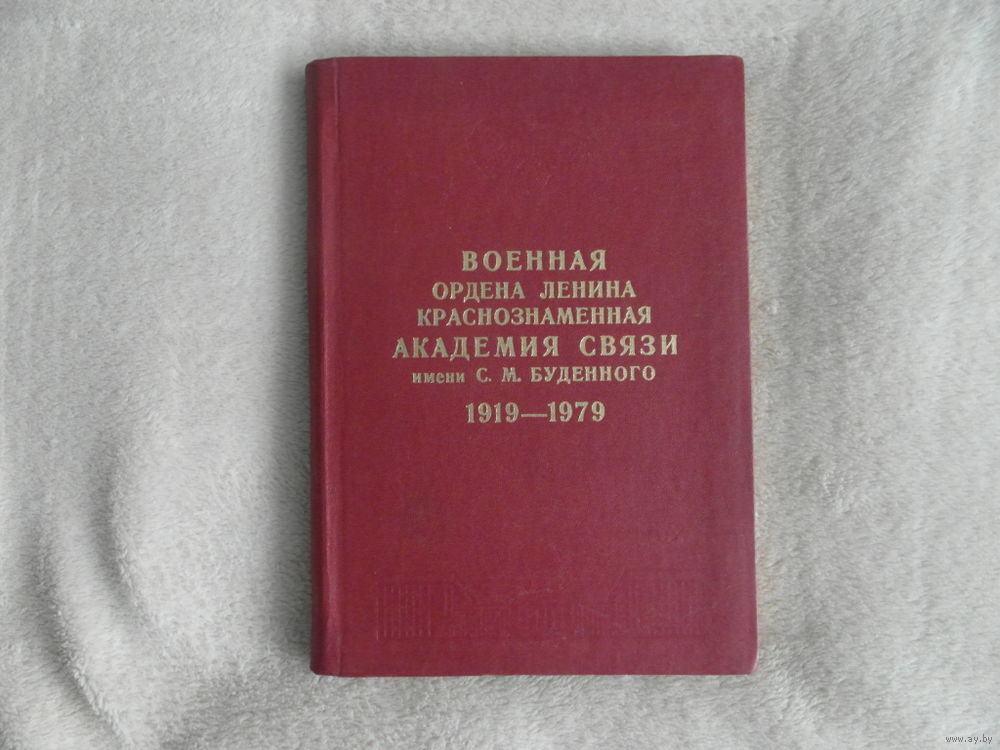 ВОЕННАЯ
ОРДЕНА ЛЕНИНА
КРАСНОЗНАМЕННАЯ
АКАДЕМИЯ СВЯЗИ
имени С. М. БУДЕННОГО
1919—1979
www.ay.by